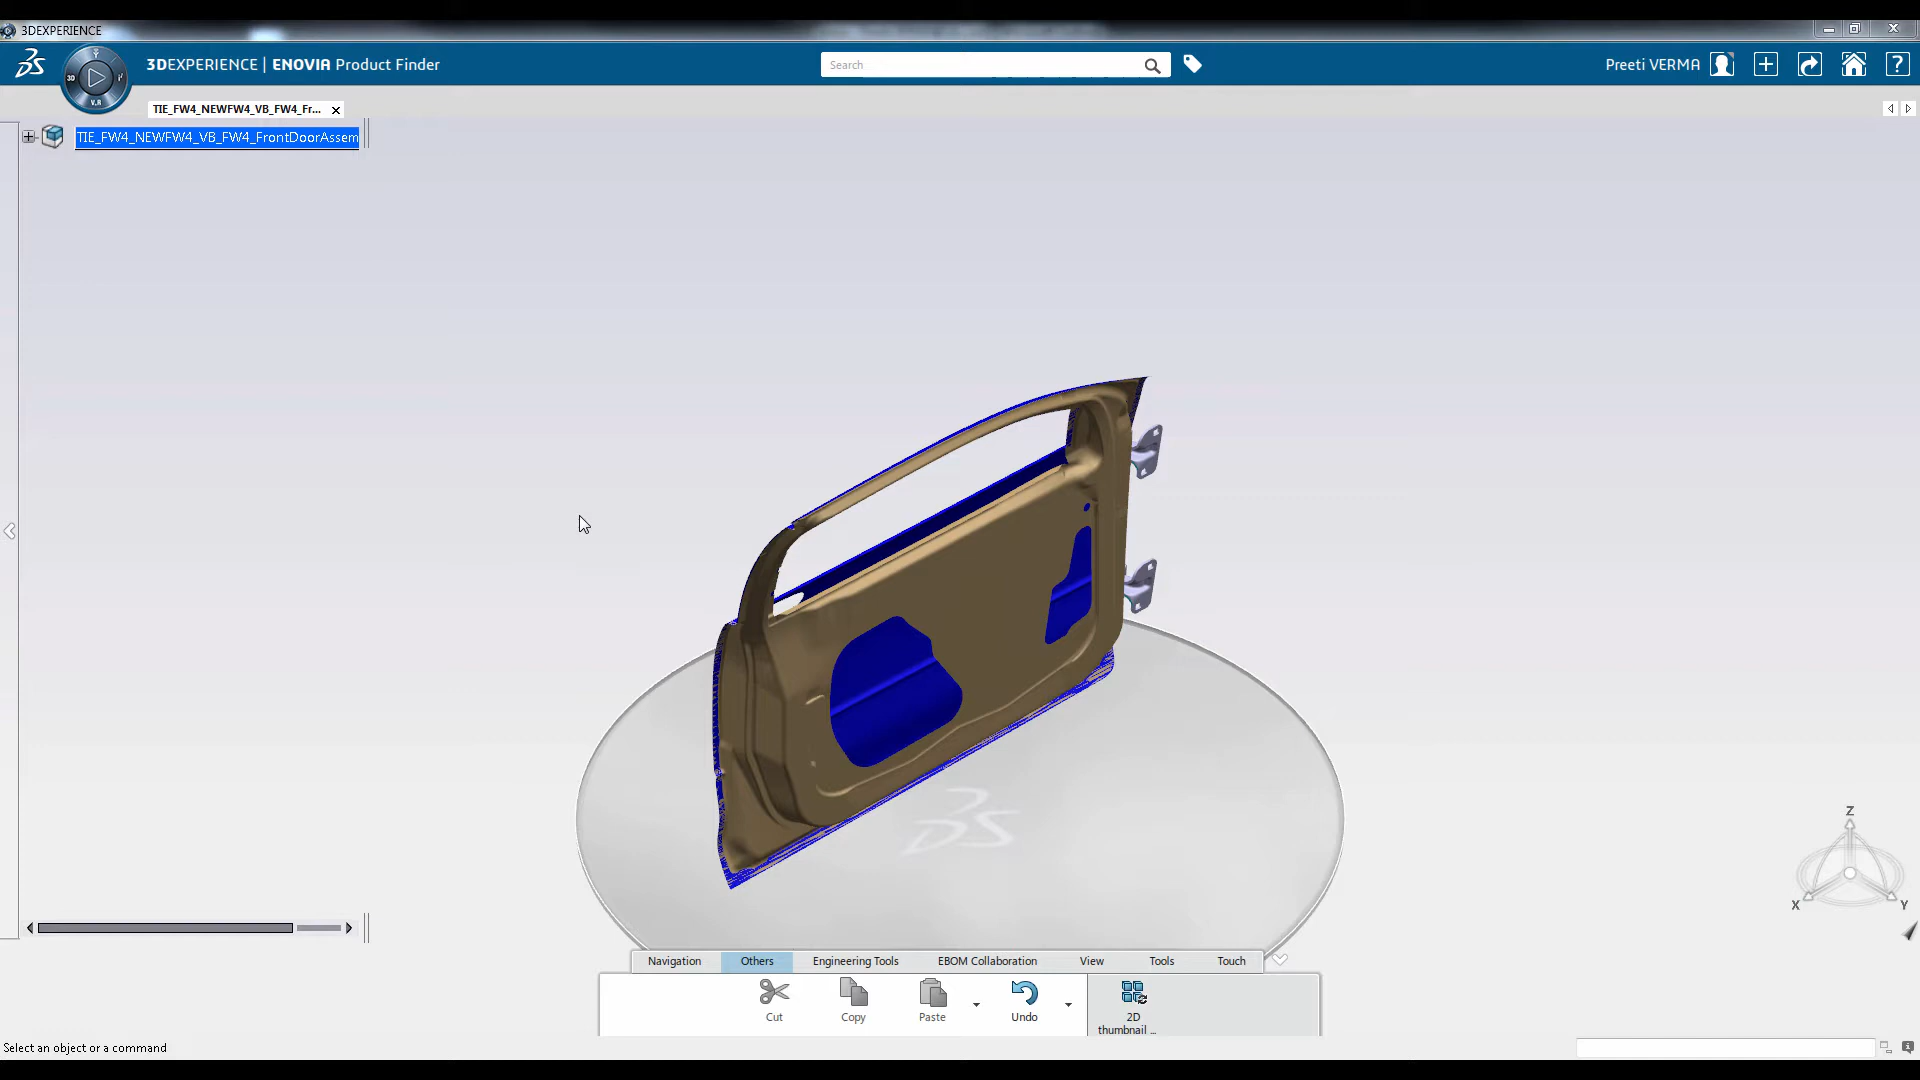 3DEXPERIENCE
3DEXPERIENCE | ENOVIA Product Finder
Search
Preeti VERMA
3D
V.R
TIE_FW4_NEWFW4_VB_FW4_Fr...
TIE_FW4_NEWFW4_VB_FW4_FrontDoorAssem
Z
X
Y
Navigation
Others
Engineering Tools
EBOM Collaboration
View
Tools
Touch
Cut
Copy
Paste
Undo
2D
thumbnail ...
Select an object or a command